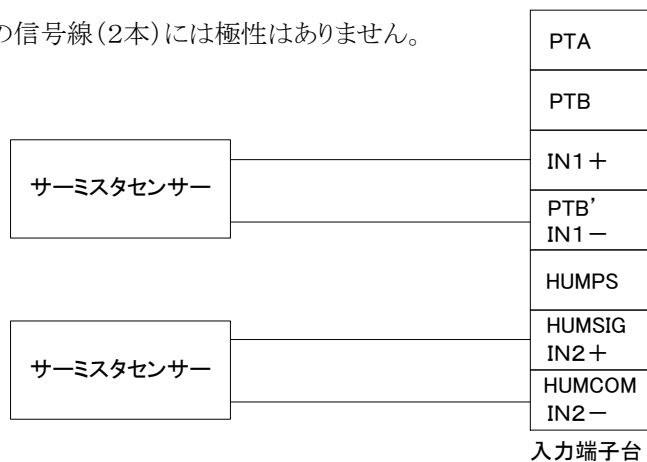 の信号線(2本)には極性はありません。
PTA
PTB
サーミスタセンサー
IN1+
PTB'
IN1-
HUMPS
サーミスタセンサー
HUMSIG
IN2+
HUMCOM
IN2-
入力端子台